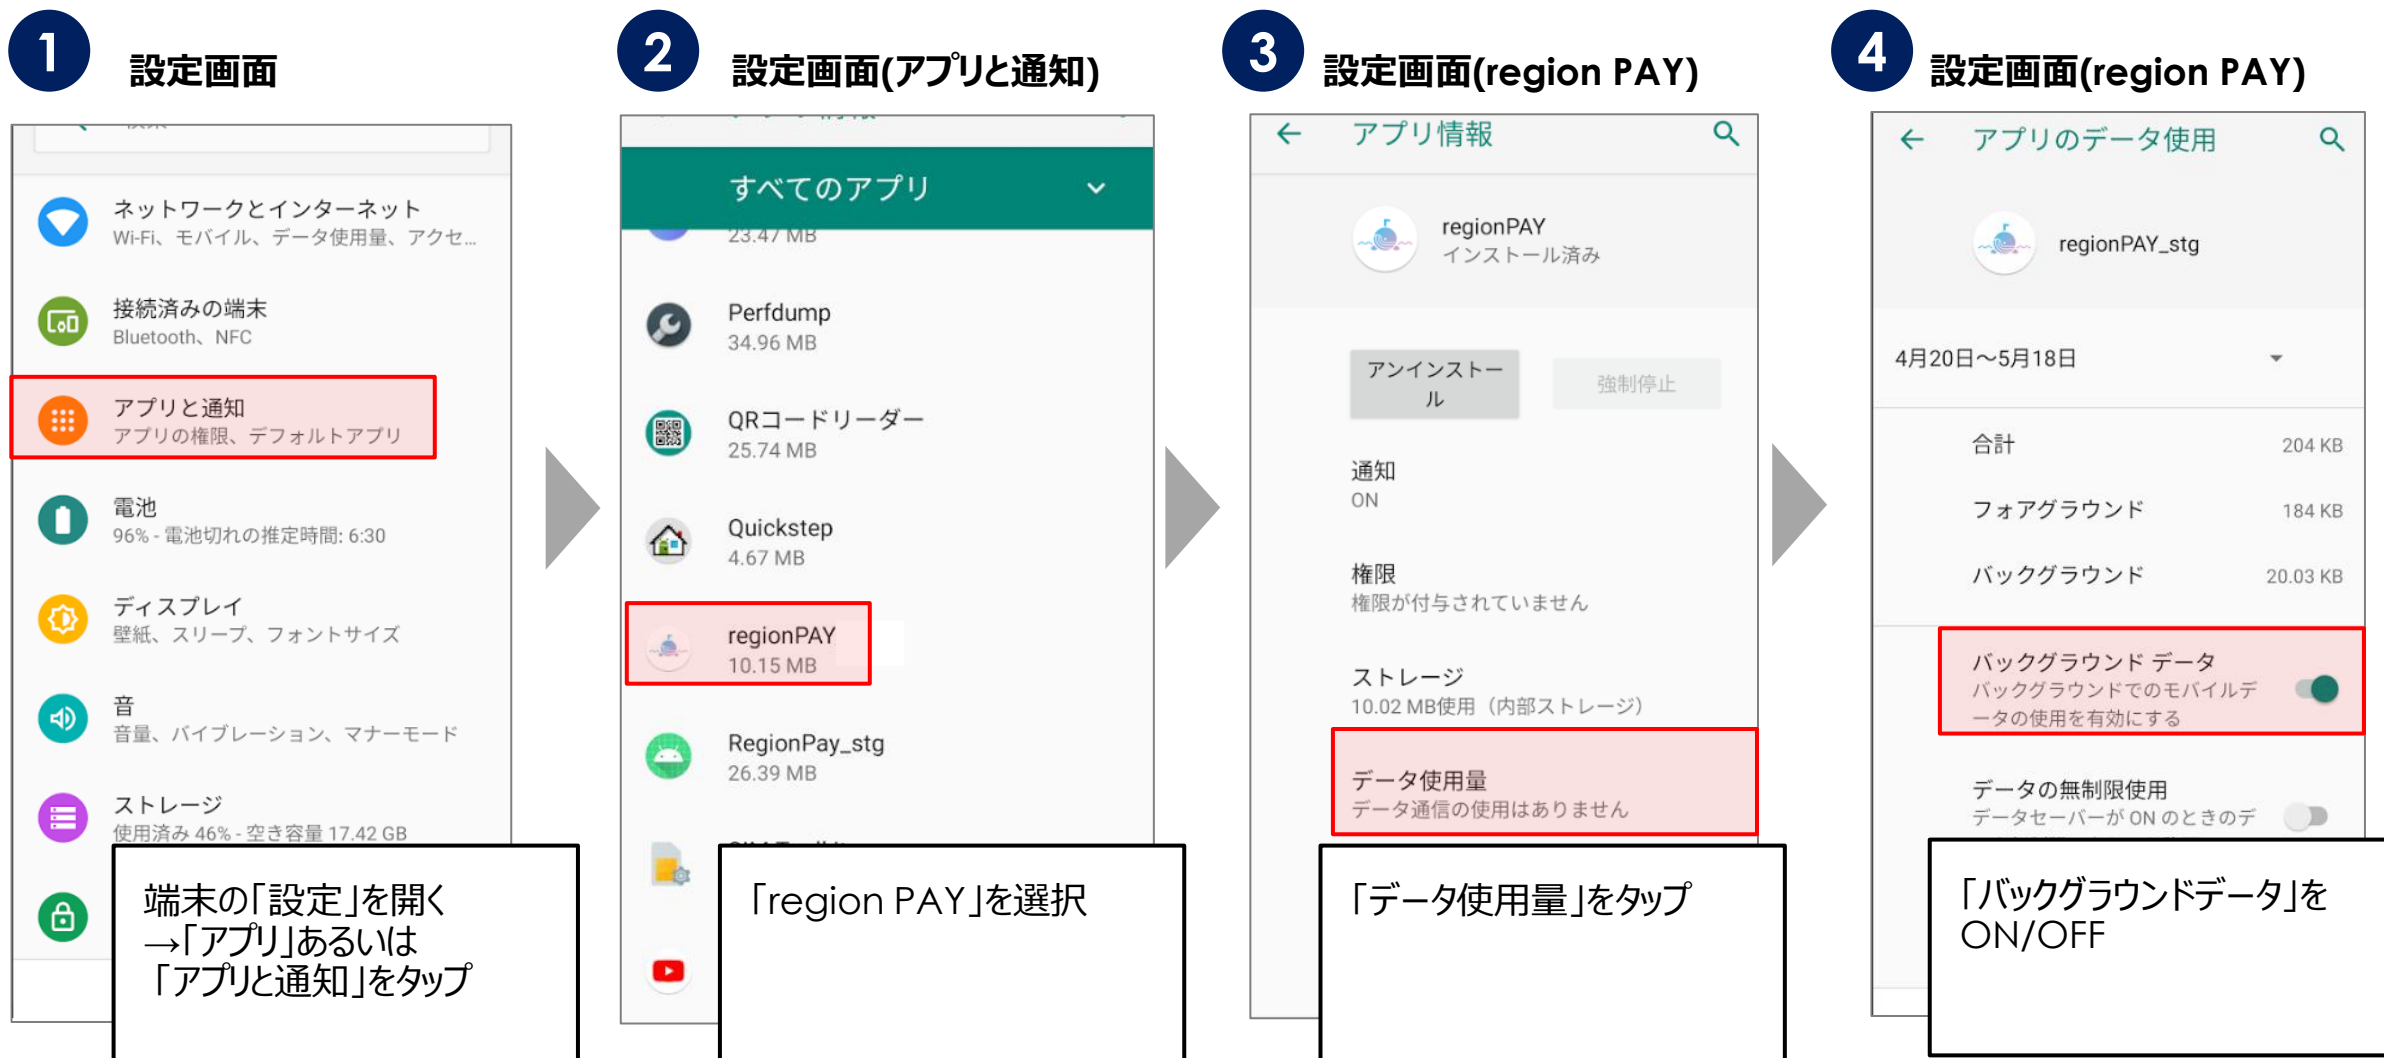 1
設定画面
ネットワークとインターネット
Wi-Fi、モバイル、データ使用量、アクセ...
接続済みの端末
Bluetooth、NFC
アプリと通知
アプリの権限、デフォルトアプリ
電池
96% - 電池切れの推定時間: 6:30
ディスプレイ
壁紙、スリープ、フォントサイズ
音
音量、バイブレーション、マナーモード
ストレージ
使用済み 46% - 空き容量 17.42 GB
端末の「設定」を開く
→「アプリ」あるいは
「アプリと通知」をタップ
2
設定画面(アプリと通知)
すべてのアプリ
23.47 MB
Perfdump
34.96 MB
QRコードリーダー
25.74 MB
Quickstep
4.67 MB
regionPAY
10.15 MB
RegionPay_stg
26.39 MB
「region PAY」を選択
3
設定画面(region PAY)
アプリ情報
regionPAY
インストール済み
アンインストー
ル
強制停止
通知
ON
権限
権限が付与されていません
ストレージ
10.02 MB使用（内部ストレージ）
データ使用量
データ通信の使用はありません
「データ使用量」をタップ
4
設定画面(region PAY)
アプリのデータ使用
regionPAY_stg
4月20日～5月18日
合計 204 KB
フォアグラウンド 184 KB
バックグラウンド 20.03 KB
バックグラウンド データ
バックグラウンドでのモバイルデ
ータの使用を有効にする
データの無制限使用
データセーバーが ON のときのデ
「バックグラウンドデータ」を
ON/OFF